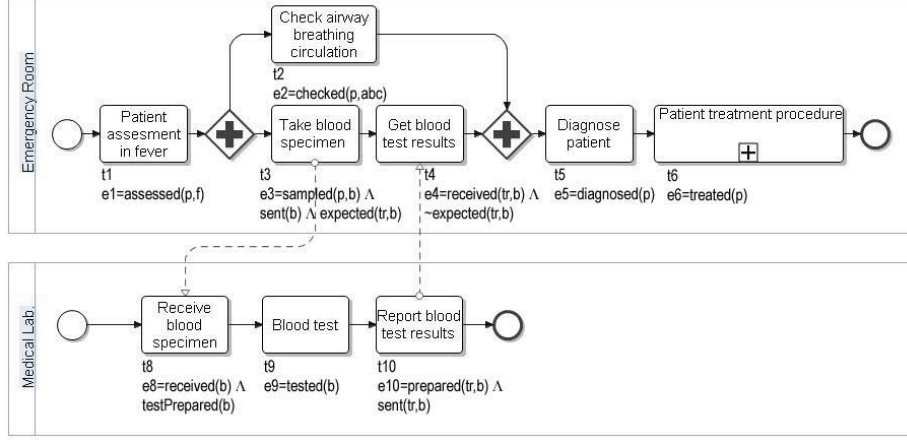 Emergency Room
Check airway
breathing
circulation
t2
e2=checked(p,abc)
Patient
assesment
in fever
t1
e1=assessed(p,f)
Take blood
specimen
t3
e3=sampled(p,b) Λ
sent(b) Λ expected(tr,b)
Get blood
test results
t4
e4=received(tr,b) Λ
~expected(tr,b)
Diagnose
patient
t5
e5=diagnosed(p)
Patient treatment procedure
t6
e6=treated(p)
Medical Lab.
Receive
blood
specimen
t8
e8=received(b) Λ
testPrepared(b)
Blood test
t9
e9=tested(b)
Report blood
test results
t10
e10=prepared(tr,b) Λ
sent(tr,b)